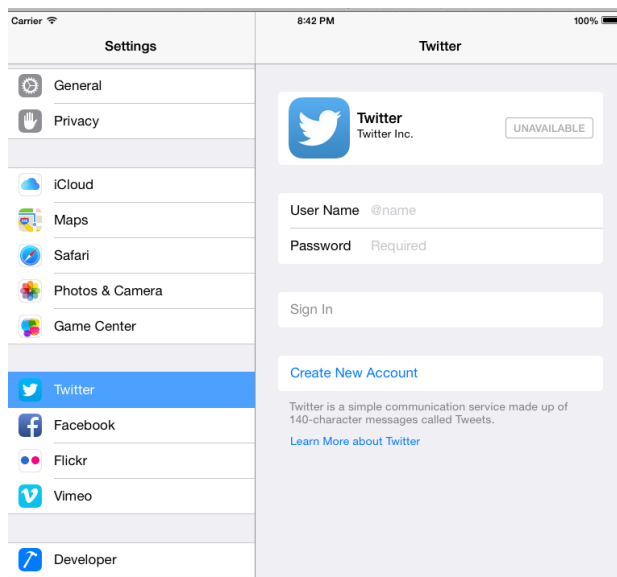 Carrier
8:42 PM
100%
Settings
Twitter
General
Privacy
iCloud
Maps
Safari
Photos & Camera
Game Center
Twitter
Facebook
Flickr
Vimeo
Developer
Twitter
Twitter Inc.
UNAVAILABLE
User Name @name
Password Required
Sign In
Create New Account
Twitter is a simple communication service made up of
140-character messages called Tweets.
Learn More about Twitter